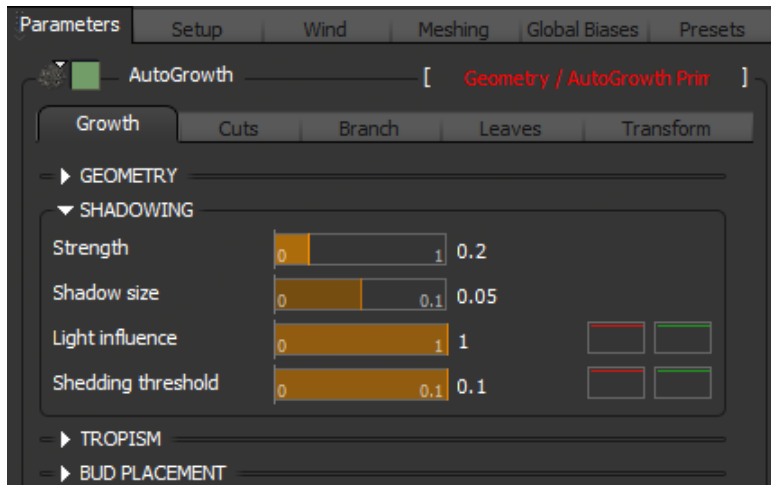 Parameters Setup Wind Meshing Global Biases Presets
AutoGrowth [ Geometry / AutoGrowth Prim ]
Growth Cuts Branch Leaves Transform
GEOMETRY
SHADOWING
Strength 0 1 0.2
Shadow size 0 0.1 0.05
Light influence 0 1 1
Shedding threshold 0 0.1 0.1
TROPISM
BUD PLACEMENT